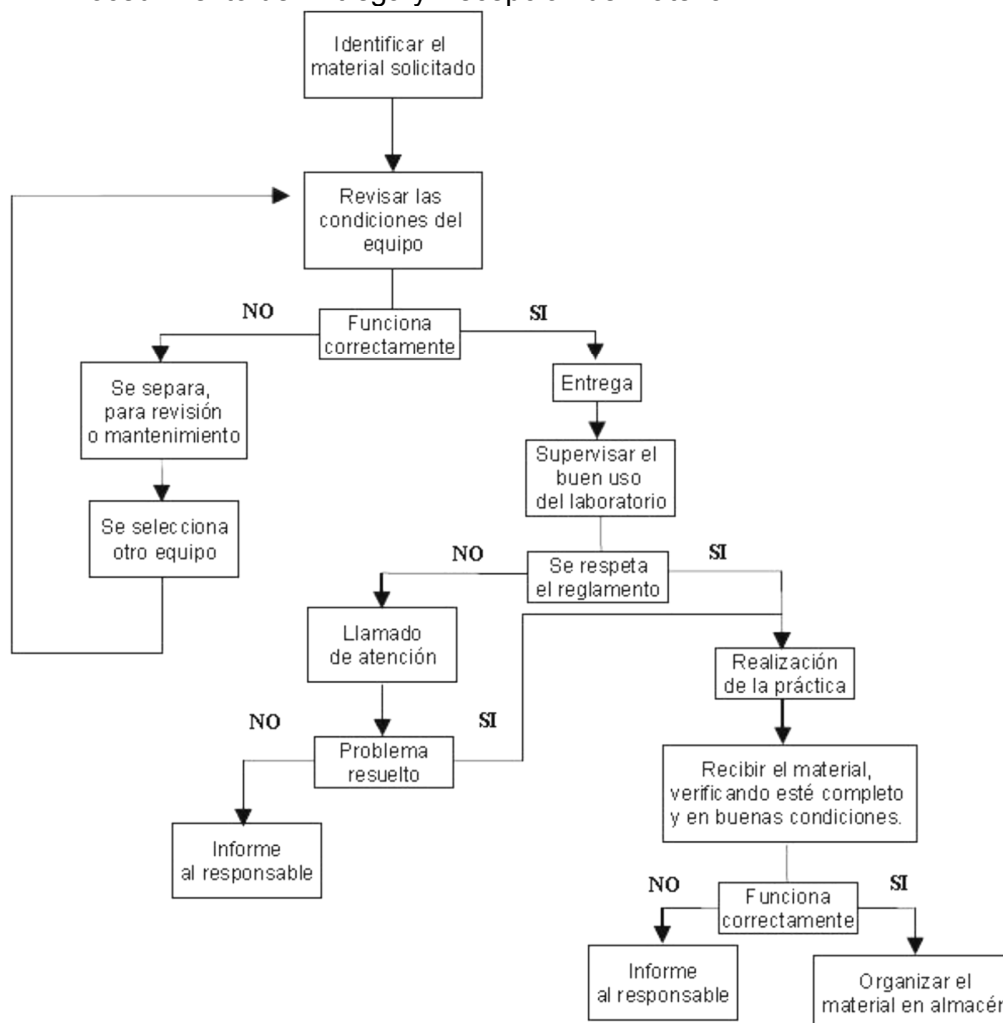 Identificar el
material solicitado
Revisar las
condiciones del
equipo
NO
SI
Funciona
correctamente
Se separa,
para revisión
o mantenimiento
Entrega
Supervisar el
buen uso
del laboratorio
Se selecciona
otro equipo
NO
SI
Se respeta
el reglamento
Llamado
de atención
Realización
de la práctica
NO
SI
Problema
resuelto
Recibir el material,
verificando esté completo
y en buenas condiciones.
Informe
al responsable
NO
SI
Funciona
correctamente
Informe
al responsable
Organizar el
material en almacén